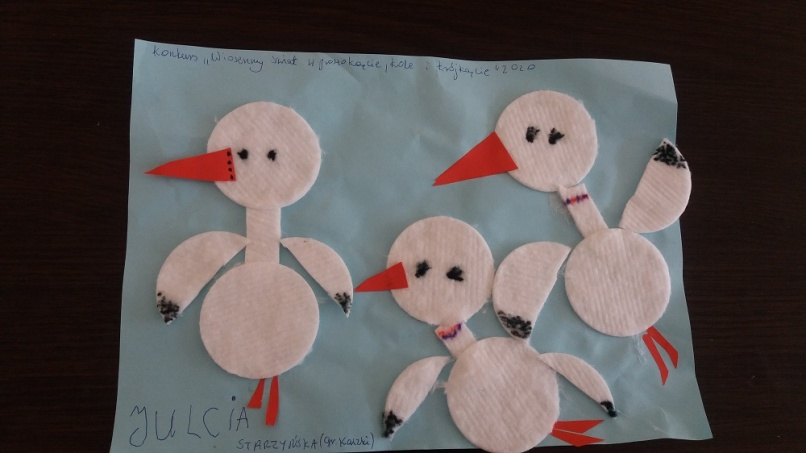 Konkurs „Wiosenny świat w prostokącie, kole i trójkącie" 2020
JULCIA
STARZYŃSKA (gr Kaczki)